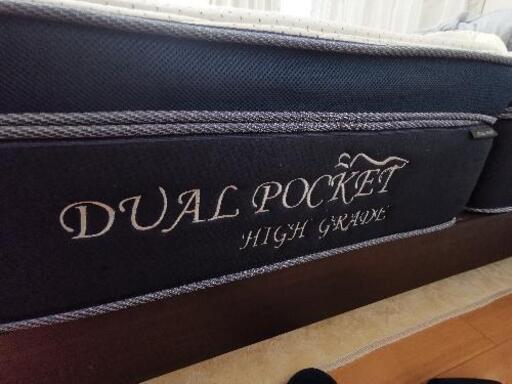 DUAL POCKET
HIGH GRADE